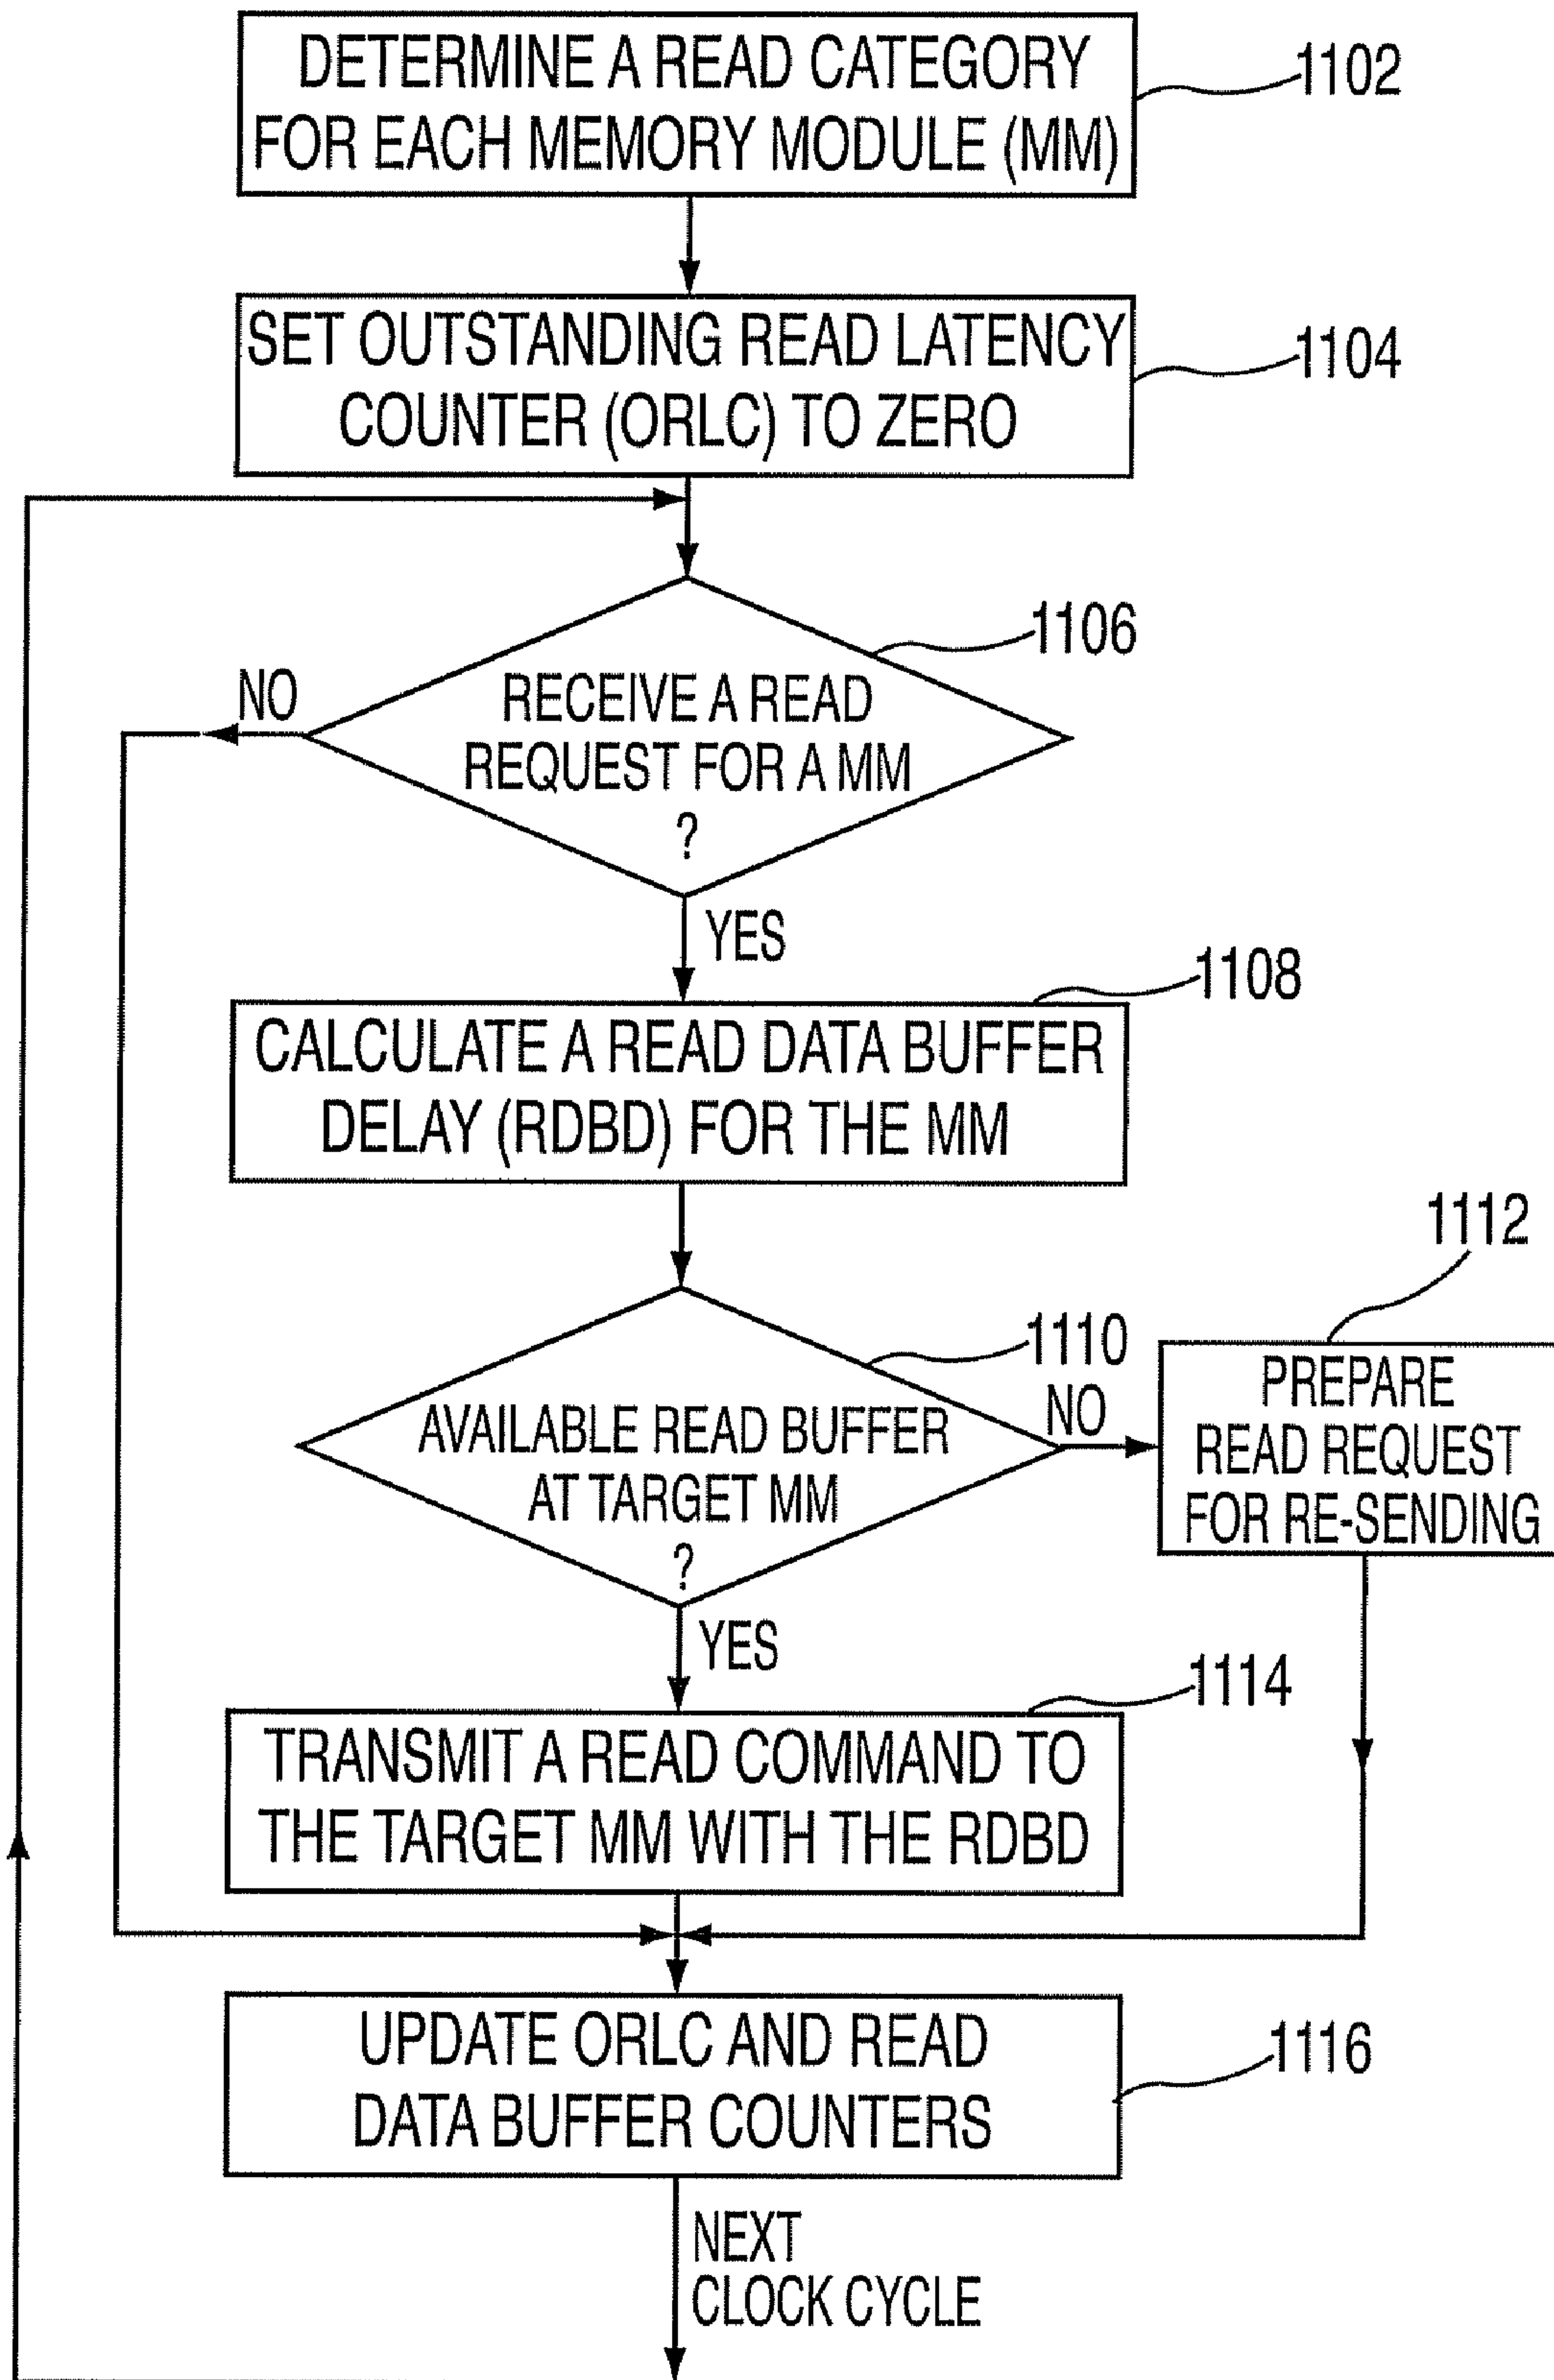 DETERMINE A READ CATEGORY
FOR EACH MEMORY MODULE (MM)
1102
SET OUTSTANDING READ LATENCY
COUNTER (ORLC) TO ZERO
1104
1106
NO
RECEIVE A READ
REQUEST FOR A MM
?
YES
1108
CALCULATE A READ DATA BUFFER
DELAY (RDBD) FOR THE MM
1112
1110
NO
AVAILABLE READ BUFFER
AT TARGET MM
?
PREPARE
READ REQUEST
FOR RE-SENDING
YES
1114
TRANSMIT A READ COMMAND TO
THE TARGET MM WITH THE RDBD
UPDATE ORLC AND READ
DATA BUFFER COUNTERS
1116
NEXT
CLOCK CYCLE